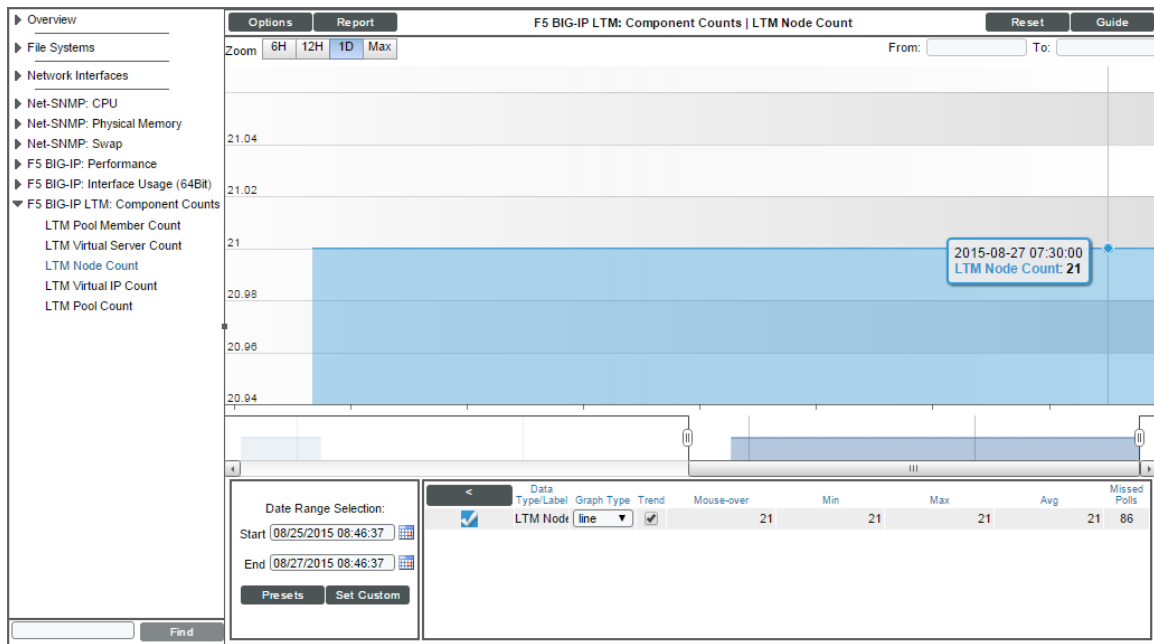 Overview
File Systems
Network Interfaces
Net-SNMP: CPU
Net-SNMP: Physical Memory
Net-SNMP: Swap
F5 BIG-IP: Performance
F5 BIG-IP: Interface Usage (64Bit)
F5 BIG-IP LTM: Component Counts
LTM Pool Member Count
LTM Virtual Server Count
LTM Node Count
LTM Virtual IP Count
LTM Pool Count
Find
Options Report F5 BIG-IP LTM: Component Counts | LTM Node Count Reset Guide
Zoom 6H 12H 1D Max From: To:
21.04
21.02
21
20.98
20.96
20.94
2015-08-27 07:30:00
LTM Node Count: 21
Date Range Selection:
Start 08/25/2015 08:46:37
End 08/27/2015 08:46:37
Presets Set Custom
< Data Type/Label Graph Type Trend Mouse-over Min Max Avg Missed Polls
LTM Node line 21 21 21 21 86